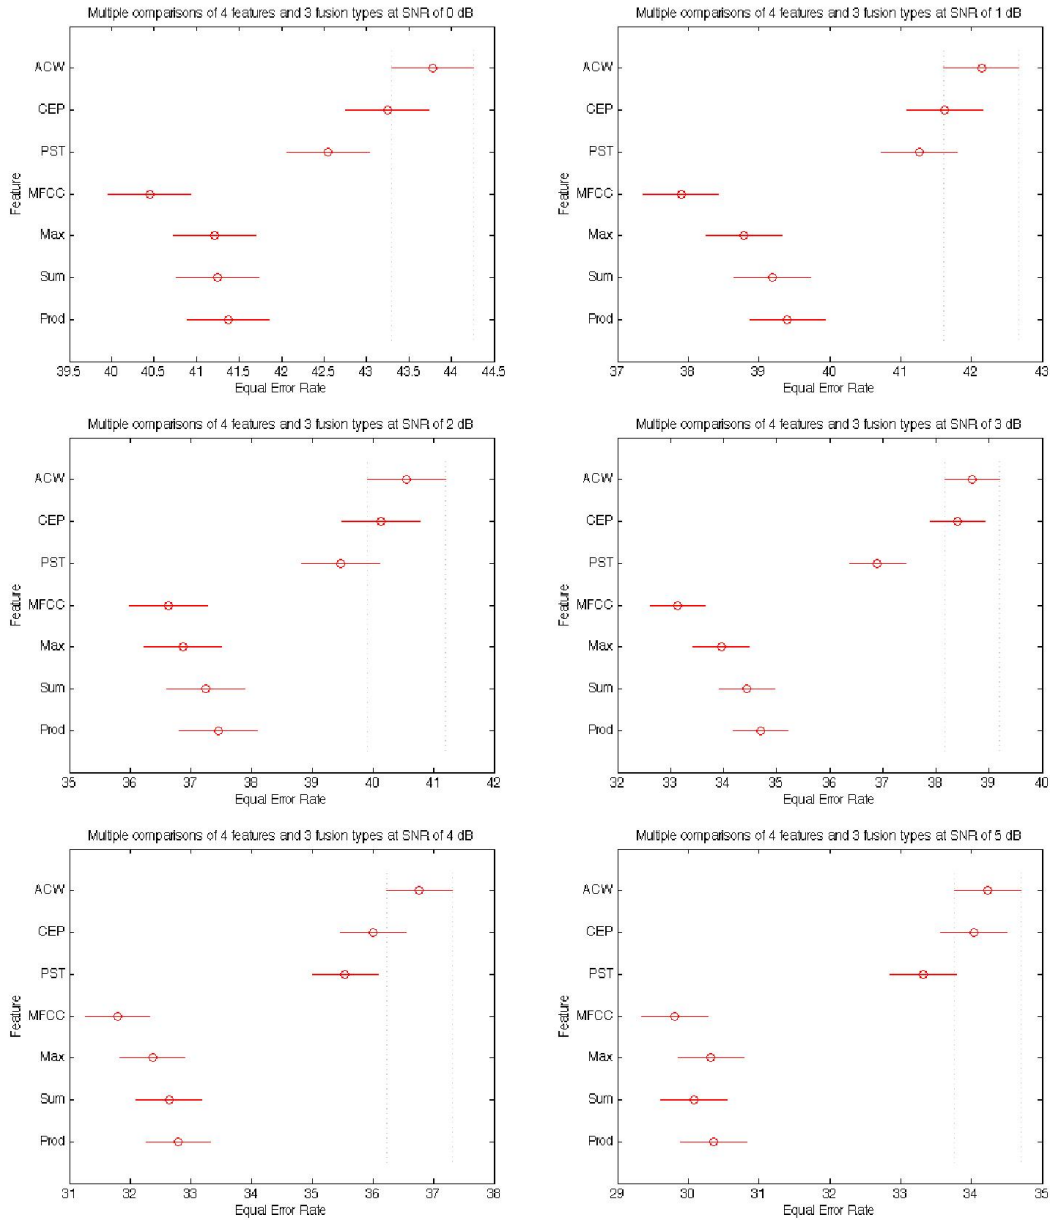 Multiple comparisons of 4 features and 3 fusion types at SNR of 0 dB
ACW
CEP
PST
MFCC
Max
Sum
Prod
Feature
39.5 40 40.5 41 41.5 42 42.5 43 43.5 44 44.5
Equal Error Rate
Multiple comparisons of 4 features and 3 fusion types at SNR of 1 dB
ACW
CEP
PST
MFCC
Max
Sum
Prod
Feature
37 38 39 40 41 42 43
Equal Error Rate
Multiple comparisons of 4 features and 3 fusion types at SNR of 2 dB
ACW
CEP
PST
MFCC
Max
Sum
Prod
Feature
35 36 37 38 39 40 41 42
Equal Error Rate
Multiple comparisons of 4 features and 3 fusion types at SNR of 3 dB
ACW
CEP
PST
MFCC
Max
Sum
Prod
Feature
32 33 34 35 36 37 38 39 40
Equal Error Rate
Multiple comparisons of 4 features and 3 fusion types at SNR of 4 dB
ACW
CEP
PST
MFCC
Max
Sum
Prod
Feature
31 32 33 34 35 36 37 38
Equal Error Rate
Multiple comparisons of 4 features and 3 fusion types at SNR of 5 dB
ACW
CEP
PST
MFCC
Max
Sum
Prod
Feature
29 30 31 32 33 34 35
Equal Error Rate